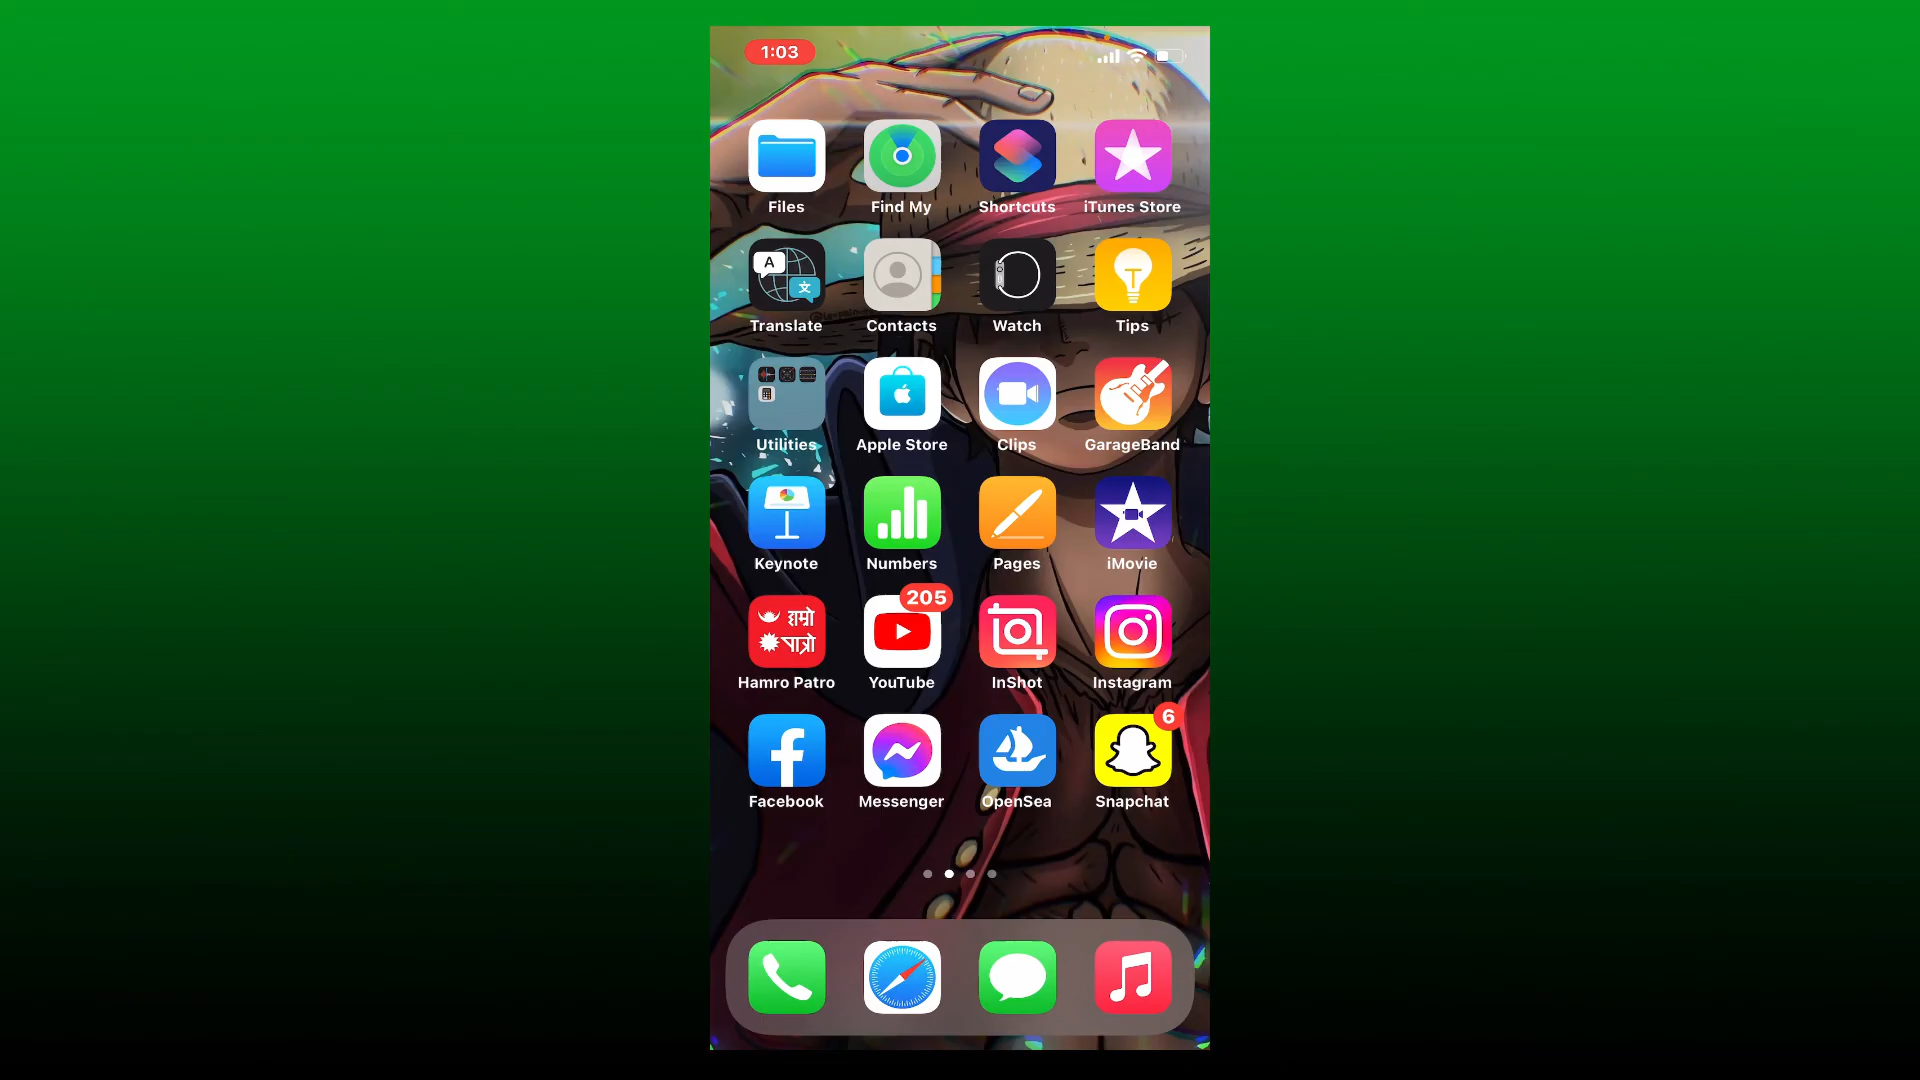 1:03
Files Find My Shortcuts iTunes Store
A 文
Translate Contacts Watch Tips
Utilities Apple Store Clips GarageBand
Keynote Numbers Pages iMovie
205
हाम्रो
पात्रो
Hamro Patro YouTube InShot Instagram
6
Facebook Messenger OpenSea Snapchat